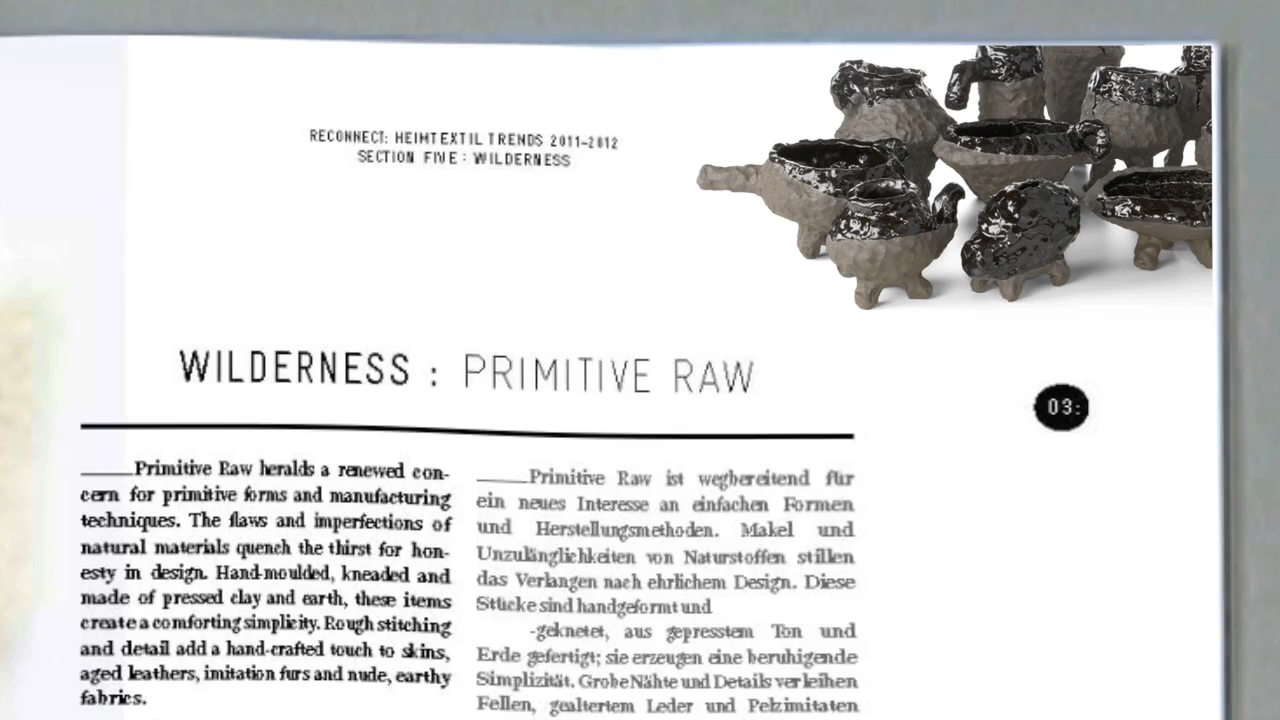 RECONNECT: HEIMTEXTIL TRENDS 2011–2012
SECTION FIVE : WILDERNESS
WILDERNESS : PRIMITIVE RAW
03:
Primitive Raw heralds a renewed con-
cern for primitive forms and manufacturing
techniques. The flaws and imperfections of
natural materials quench the thirst for hon-
esty in design. Hand-moulded, kneaded and
made of pressed clay and earth, these items
create a comforting simplicity. Rough stitching
and detail add a hand-crafted touch to skins,
aged leathers, imitation furs and nude, earthy
fabrics.
Primitive Raw ist wegbereitend für
ein neues Interesse an einfachen Formen
und Herstellungsmethoden. Makel und
Unzulänglichkeiten von Naturstoffen stillen
das Verlangen nach ehrlichem Design. Diese
Stücke sind handgeformt und
-geknetet, aus gepresstem Ton und
Erde gefertigt; sie erzeugen eine beruhigende
Simplizität. Grobe Nähte und Details verleihen
Fellen, gealtertem Leder und Pelzimitaten